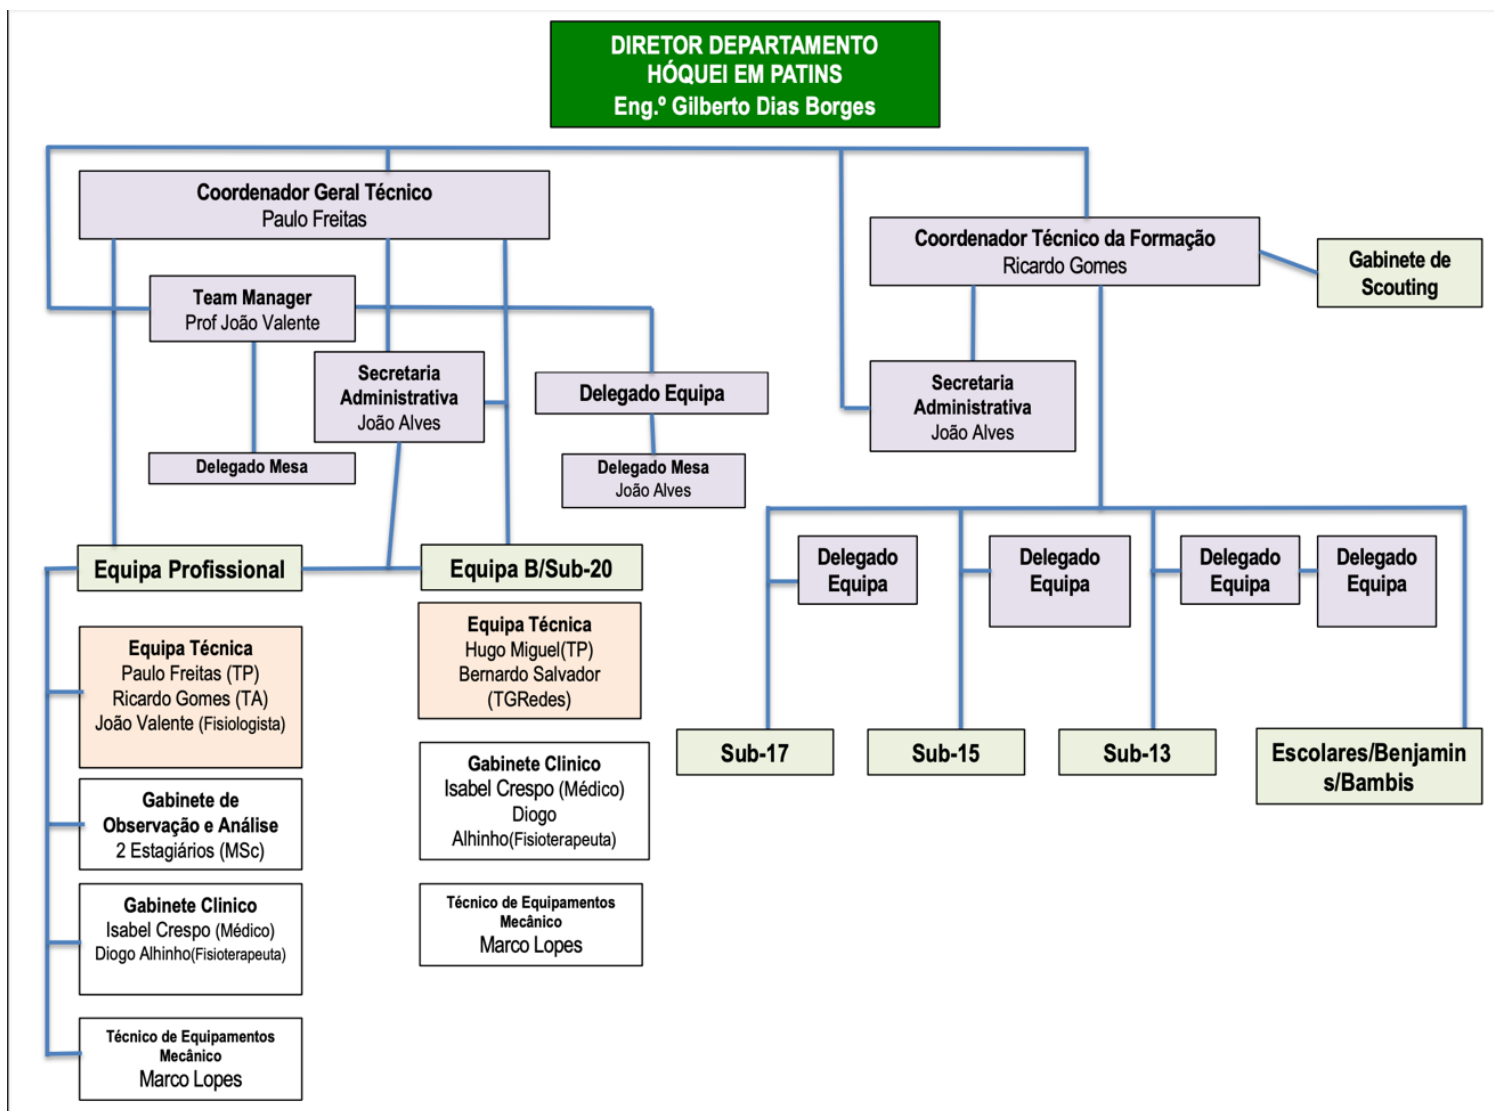 DIRETOR DEPARTAMENTO
HÓQUEI EM PATINS
Eng.º Gilberto Dias Borges
Coordenador Geral Técnico
Paulo Freitas
Coordenador Técnico da Formação
Ricardo Gomes
Gabinete de
Scouting
Team Manager
Prof João Valente
Secretaria
Administrativa
João Alves
Delegado Equipa
Secretaria
Administrativa
João Alves
Delegado Mesa
Delegado Mesa
João Alves
Equipa Profissional
Equipa B/Sub-20
Delegado
Equipa
Delegado
Equipa
Delegado
Equipa
Delegado
Equipa
Equipa Técnica
Paulo Freitas (TP)
Ricardo Gomes (TA)
João Valente (Fisiologista)
Equipa Técnica
Hugo Miguel(TP)
Bernardo Salvador
(TGRedes)
Sub-17
Sub-15
Sub-13
Escolares/Benjamin
s/Bambis
Gabinete de
Observação e Análise
2 Estagiários (MSc)
Gabinete Clinico
Isabel Crespo (Médico)
Diogo
Alhinho(Fisioterapeuta)
Gabinete Clinico
Isabel Crespo (Médico)
Diogo Alhinho(Fisioterapeuta)
Técnico de Equipamentos
Mecânico
Marco Lopes
Técnico de Equipamentos
Mecânico
Marco Lopes